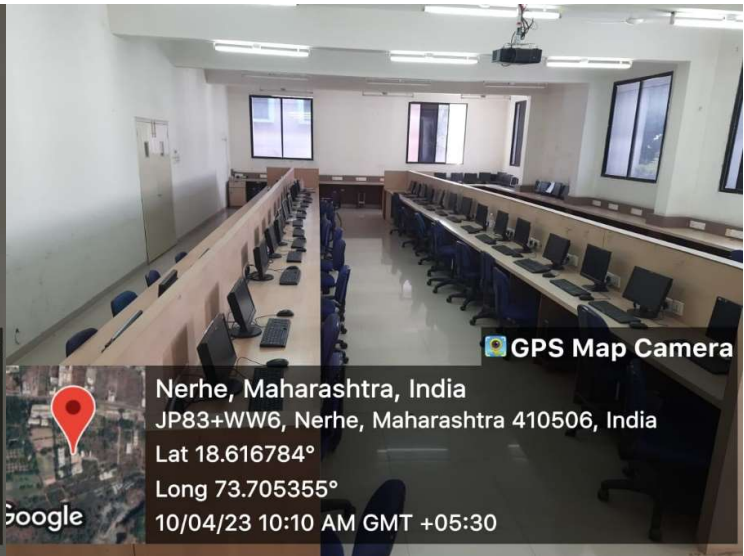 GPS Map Camera
Nerhe, Maharashtra, India
JP83+WW6, Nerhe, Maharashtra 410506, India
Lat 18.616784°
Long 73.705355°
10/04/23 10:10 AM GMT +05:30
Google